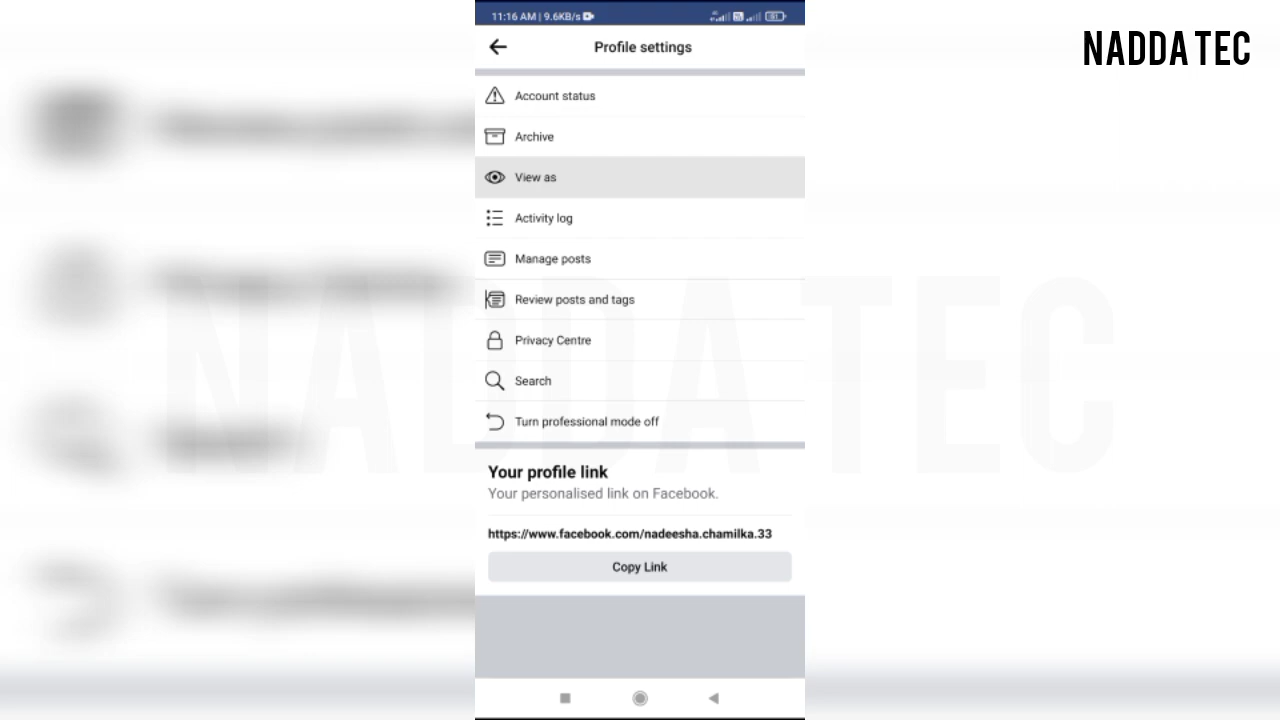 11:16 AM | 9.6KB/s
Profile settings
NADDA TEC
Account status
Archive
View as
Activity log
Manage posts
Review posts and tags
Privacy Centre
Search
Turn professional mode off
NADDA TEC
Your profile link
Your personalised link on Facebook.
https://www.facebook.com/nadeesha.chamilka.33
Copy Link